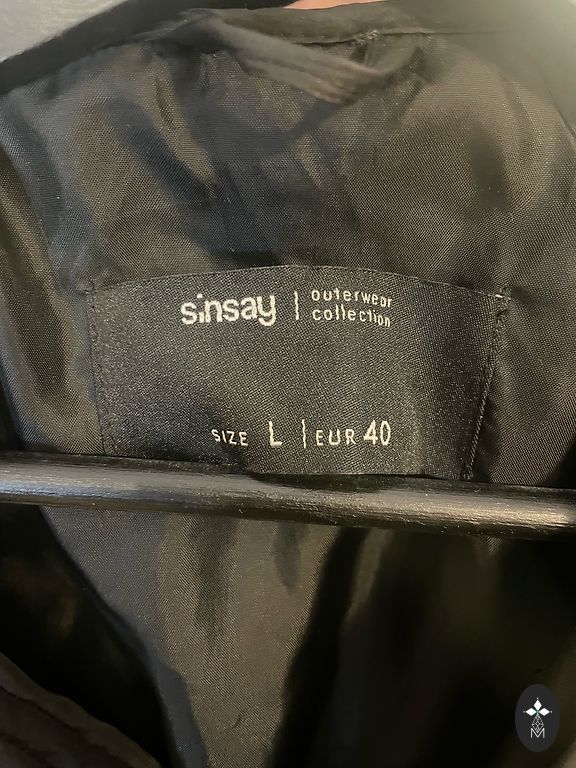 sinsay | outerwear
collection
SIZE L | EUR 40
M